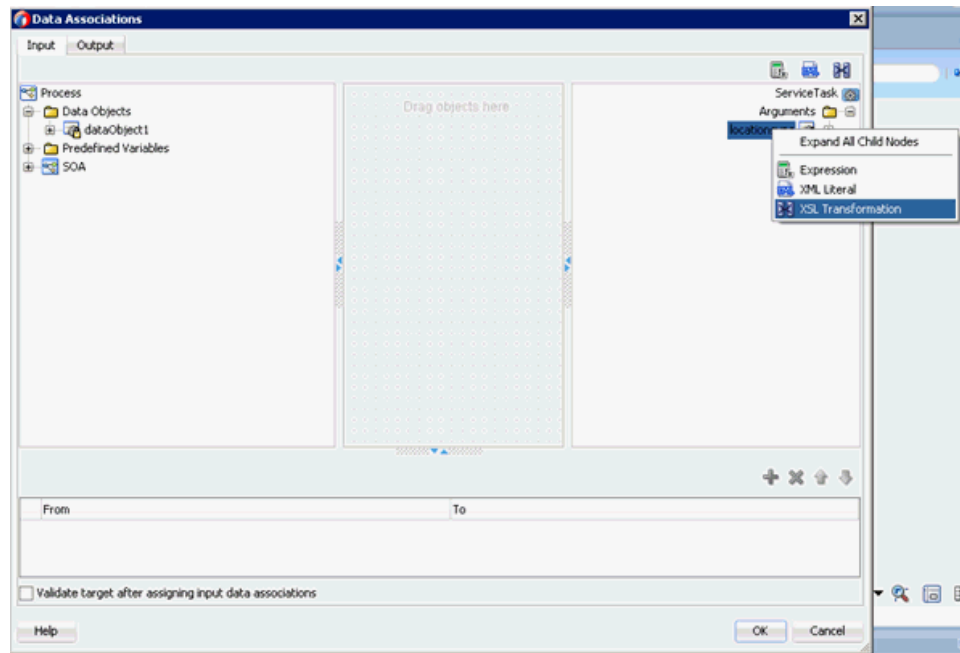 Data Associations
Input Output
Process
Data Objects
dataObject1
Predefined Variables
SOA
Drag objects here
ServiceTask
Arguments
Expand All Child Nodes
Expression
XML Literal
XSL Transformation
From To
Validate target after assigning input data associations
Help OK Cancel